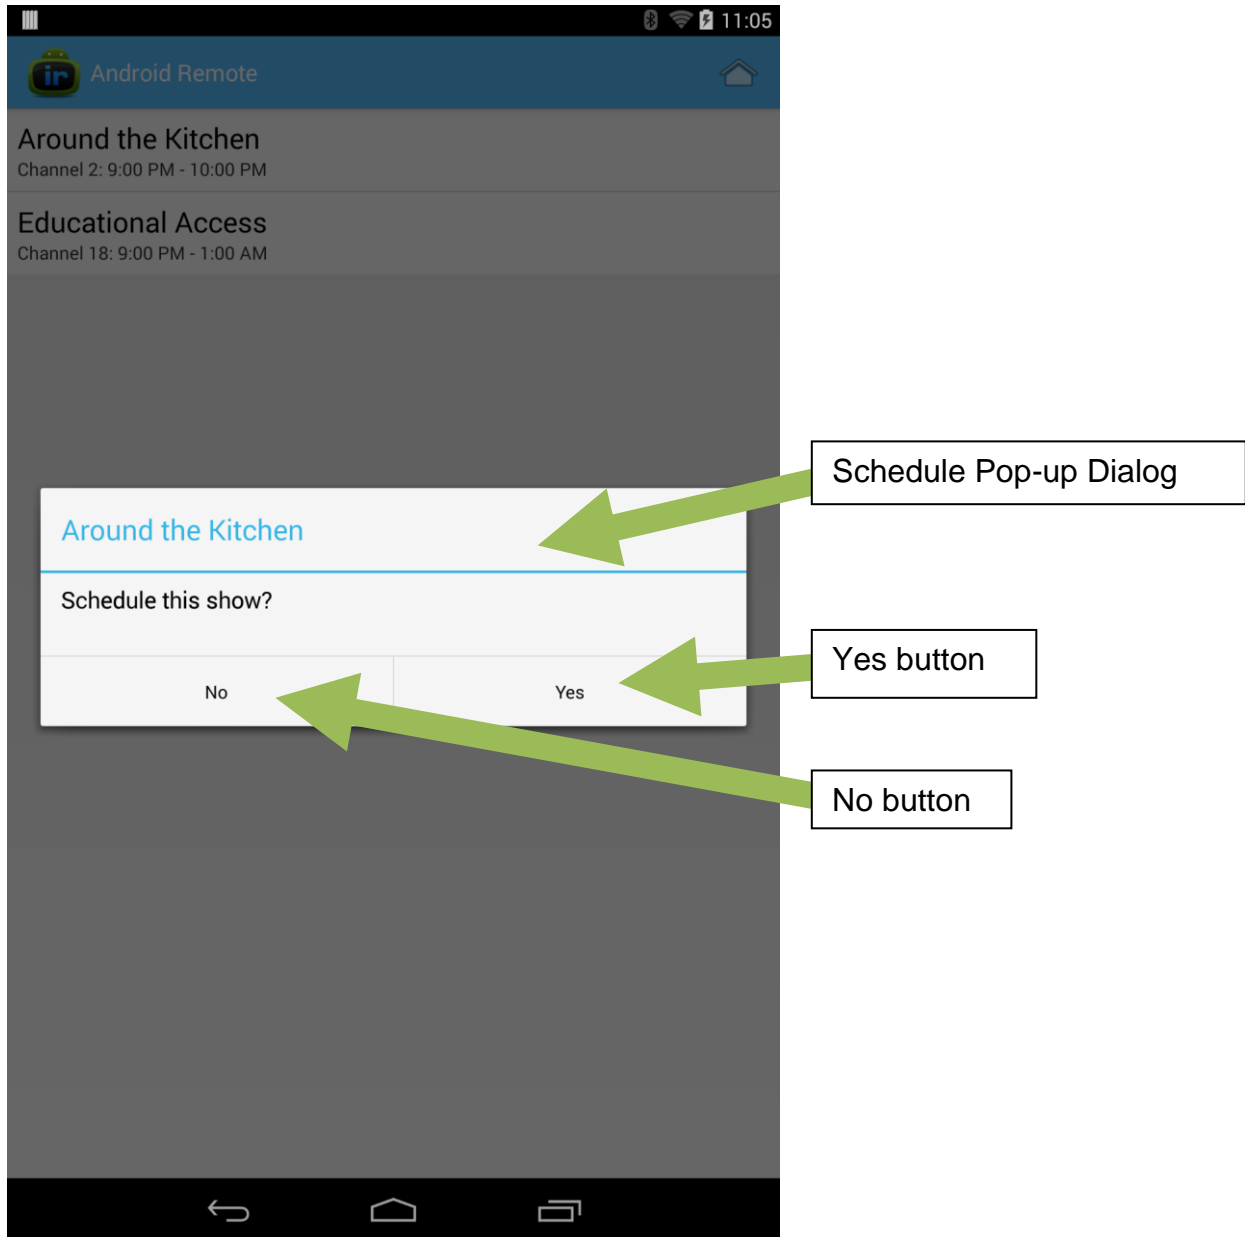 11:05
ir Android Remote
Around the Kitchen
Channel 2: 9:00 PM - 10:00 PM
Educational Access
Channel 18: 9:00 PM - 1:00 AM
Schedule Pop-up Dialog
Around the Kitchen
Schedule this show?
Yes button
No Yes
No button